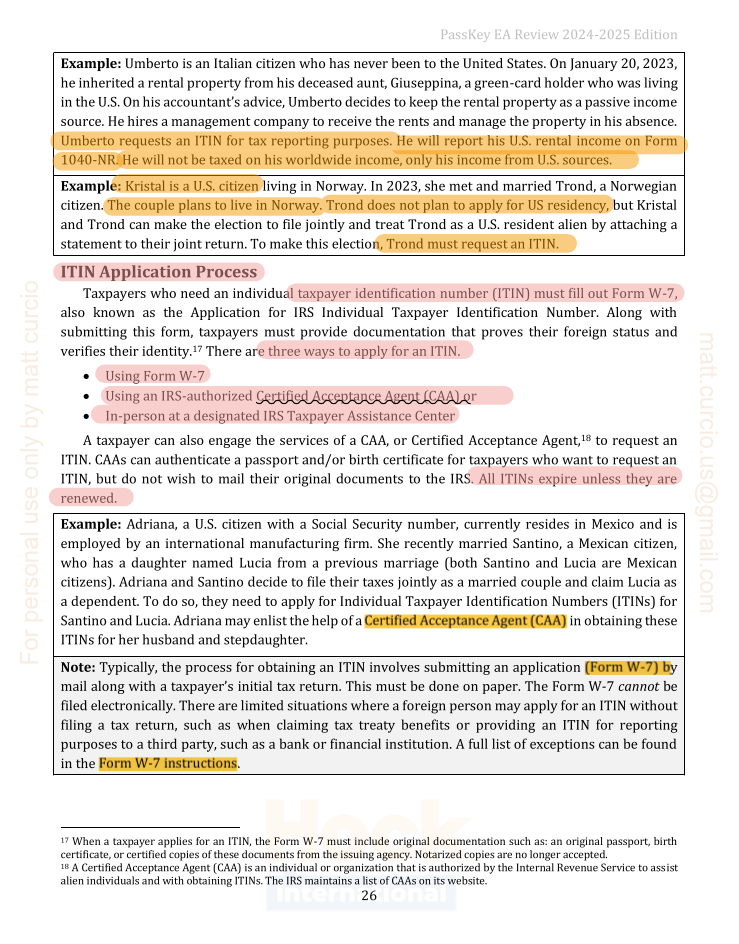 PassKey EA Review 2024-2025 Edition
Example: Umberto is an Italian citizen who has never been to the United States. On January 20, 2023,
he inherited a rental property from his deceased aunt, Giuseppina, a green-card holder who was living
in the U.S. On his accountant's advice, Umberto decides to keep the rental property as a passive income
source. He hires a management company to receive the rents and manage the property in his absence.
Umberto requests an ITIN for tax reporting purposes. He will report his U.S. rental income on Form
1040-NR. He will not be taxed on his worldwide income, only his income from U.S. sources.
Example: Kristal is a U.S. citizen living in Norway. In 2023, she met and married Trond, a Norwegian
citizen. The couple plans to live in Norway. Trond does not plan to apply for US residency, but Kristal
and Trond can make the election to file jointly and treat Trond as a U.S. resident alien by attaching a
statement to their joint return. To make this election, Trond must request an ITIN.
ITIN Application Process
Taxpayers who need an individual taxpayer identification number (ITIN) must fill out Form W-7,
also known as the Application for IRS Individual Taxpayer Identification Number. Along with
submitting this form, taxpayers must provide documentation that proves their foreign status and
verifies their identity.17 There are three ways to apply for an ITIN.
• Using Form W-7
• Using an IRS-authorized Certified Acceptance Agent (CAA) or
• In-person at a designated IRS Taxpayer Assistance Center
A taxpayer can also engage the services of a CAA, or Certified Acceptance Agent,18 to request an
ITIN. CAAs can authenticate a passport and/or birth certificate for taxpayers who want to request an
ITIN, but do not wish to mail their original documents to the IRS. All ITINs expire unless they are
renewed.
Example: Adriana, a U.S. citizen with a Social Security number, currently resides in Mexico and is
employed by an international manufacturing firm. She recently married Santino, a Mexican citizen,
who has a daughter named Lucia from a previous marriage (both Santino and Lucia are Mexican
citizens). Adriana and Santino decide to file their taxes jointly as a married couple and claim Lucia as
a dependent. To do so, they need to apply for Individual Taxpayer Identification Numbers (ITINs) for
Santino and Lucia. Adriana may enlist the help of a Certified Acceptance Agent (CAA) in obtaining these
ITINs for her husband and stepdaughter.
Note: Typically, the process for obtaining an ITIN involves submitting an application (Form W-7) by
mail along with a taxpayer's initial tax return. This must be done on paper. The Form W-7 cannot be
filed electronically. There are limited situations where a foreign person may apply for an ITIN without
filing a tax return, such as when claiming tax treaty benefits or providing an ITIN for reporting
purposes to a third party, such as a bank or financial institution. A full list of exceptions can be found
in the Form W-7 instructions.
17 When a taxpayer applies for an ITIN, the Form W-7 must include original documentation such as: an original passport, birth
certificate, or certified copies of these documents from the issuing agency. Notarized copies are no longer accepted.
18 A Certified Acceptance Agent (CAA) is an individual or organization that is authorized by the Internal Revenue Service to assist
alien individuals and with obtaining ITINs. The IRS maintains a list of CAAs on its website.
26
Hock
International
For personal use only by matt curcio
matt.curcio.us@gmail.com